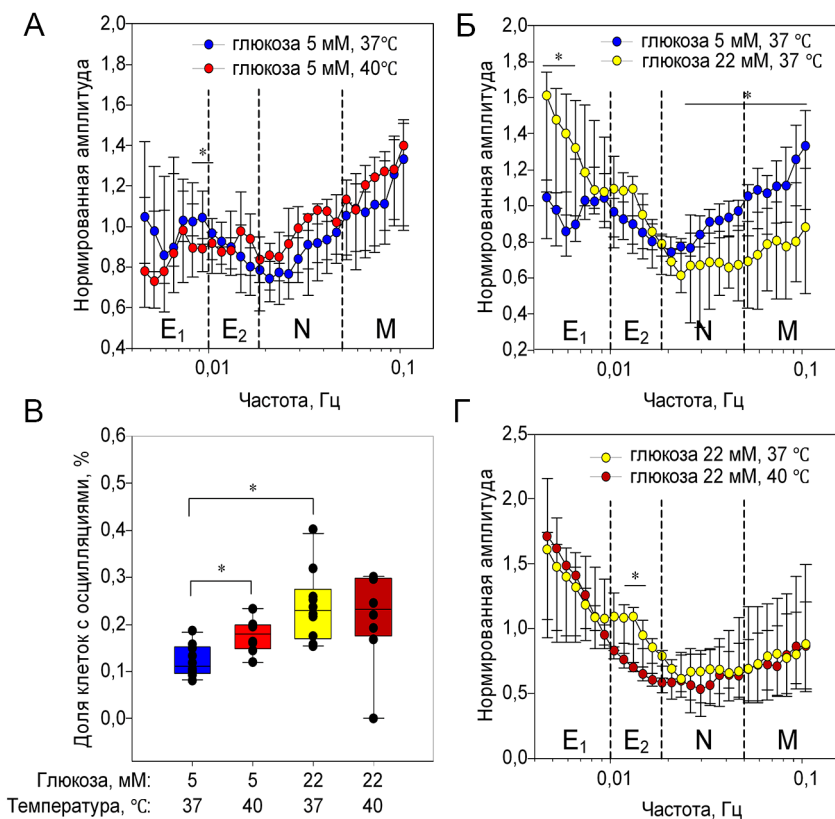 А
глюкоза 5 мМ, 37℃
глюкоза 5 мМ, 40℃
Нормированная амплитуда
2,0
1,8
1,6
1,4
1,2
1,0
0,8
0,6
0,4
*
E1 E2 N M
0,01 0,1
Частота, Гц
Б
глюкоза 5 мМ, 37 ℃
глюкоза 22 мМ, 37 ℃
Нормированная амплитуда
2,0
1,8
1,6
1,4
1,2
1,0
0,8
0,6
0,4
0,2
* *
E1 E2 N M
0,01 0,1
Частота, Гц
В
Доля клеток с осцилляциями, %
0,6
0,5
0,4
0,3
0,2
0,1
0,0
*
*
Глюкоза, мМ: 5 5 22 22
Температура, ℃: 37 40 37 40
Г
глюкоза 22 мМ, 37 ℃
глюкоза 22 мМ, 40 ℃
Нормированная амплитуда
2,5
2,0
1,5
1,0
0,5
0,0
*
E1 E2 N M
0,01 0,1
Частота, Гц